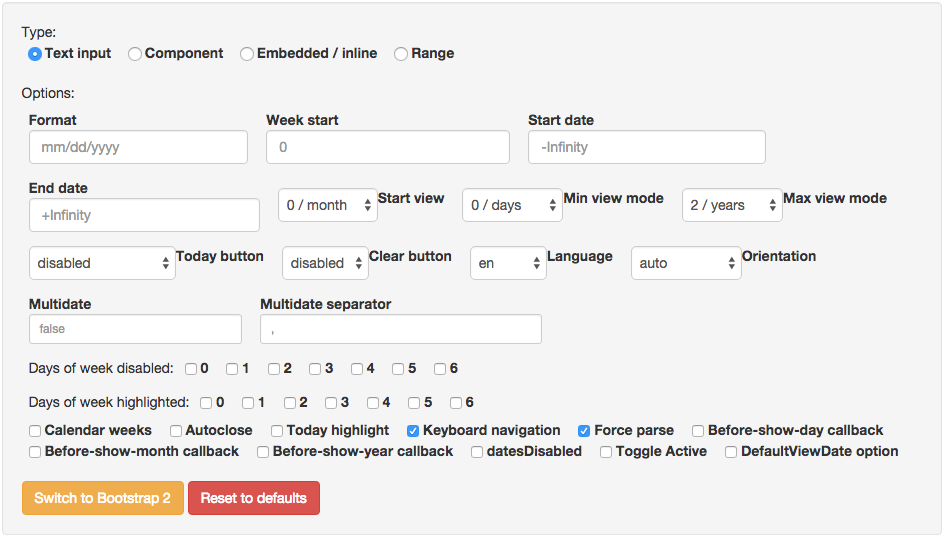 Type:
Text input Component Embedded / inline Range
Options:
Format Week start Start date
mm/dd/yyyy 0 -Infinity
End date
+Infinity 0 / month Start view 0 / days Min view mode 2 / years Max view mode
disabled Today button disabled Clear button en Language auto Orientation
Multidate Multidate separator
false ,
Days of week disabled: 0 1 2 3 4 5 6
Days of week highlighted: 0 1 2 3 4 5 6
Calendar weeks Autoclose Today highlight Keyboard navigation Force parse Before-show-day callback
Before-show-month callback Before-show-year callback datesDisabled Toggle Active DefaultViewDate option
Switch to Bootstrap 2 Reset to defaults